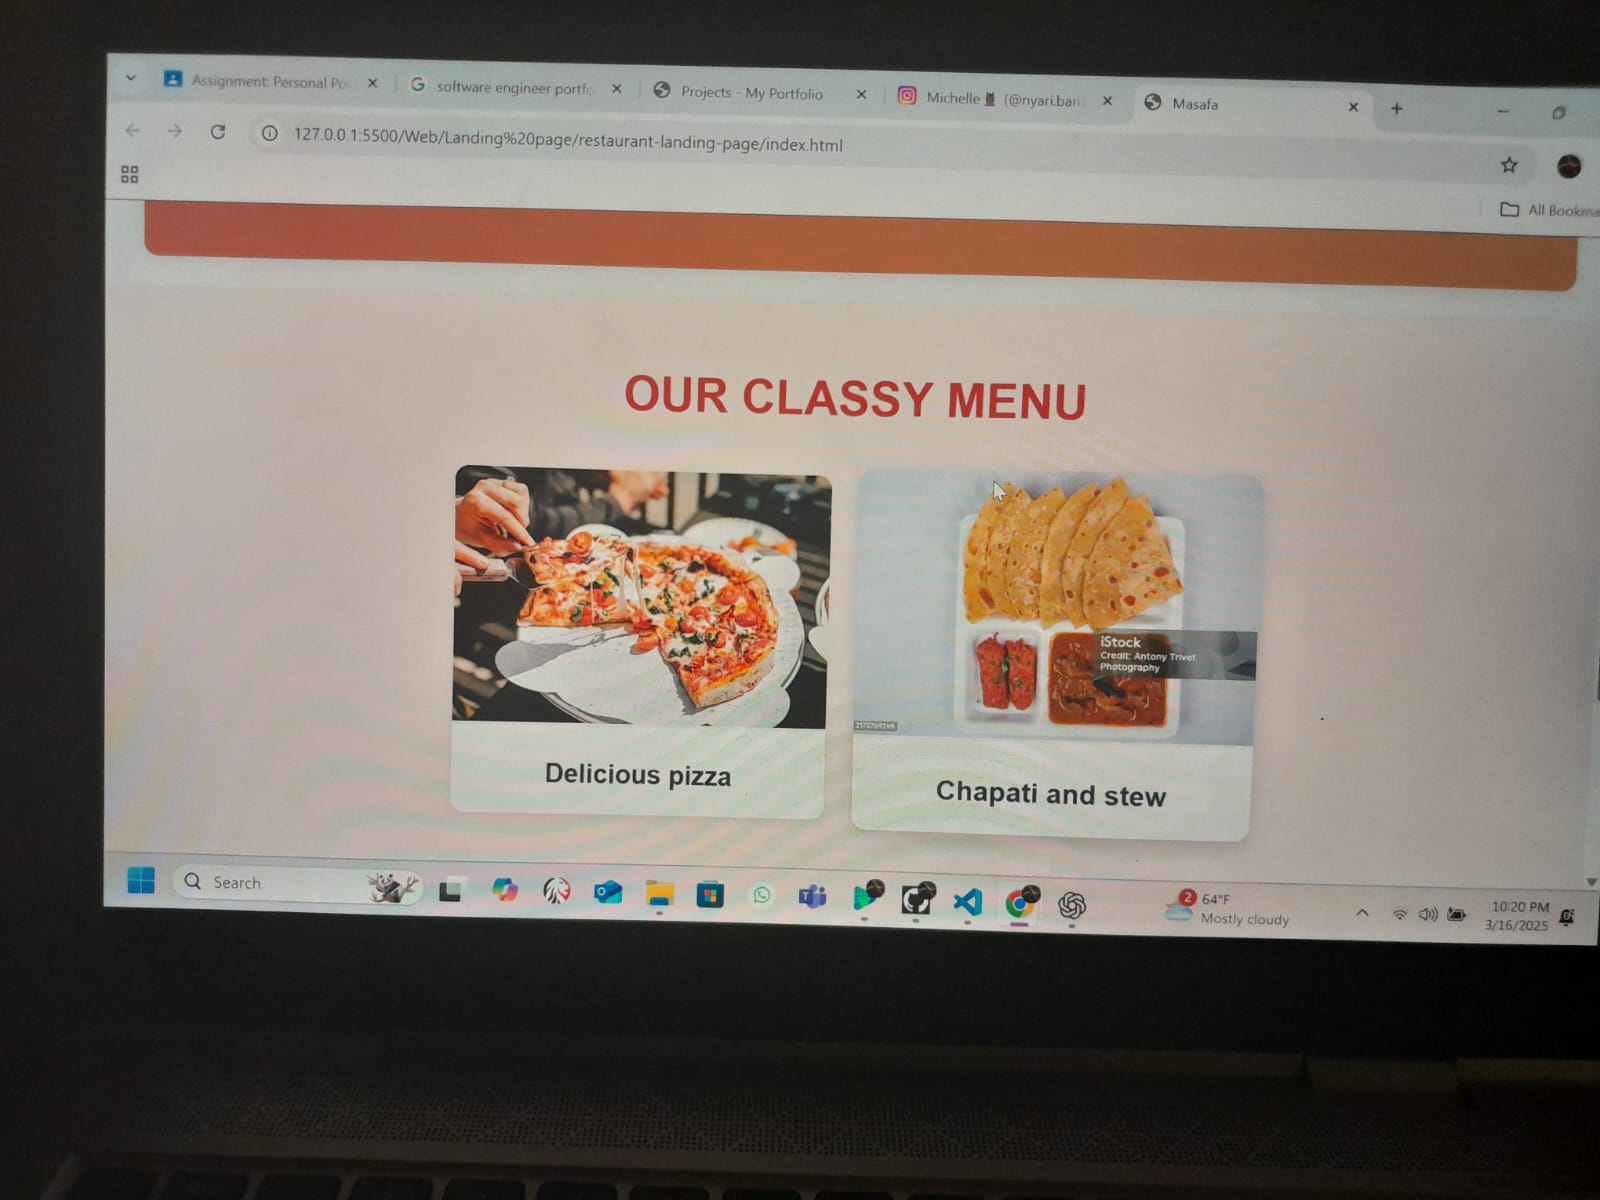 Assignment: Personal Po
software engineer portfo
Projects - My Portfolio
Michelle (@nyari.bari
Masafa
127.0.0.1:5500/Web/Landing%20page/restaurant-landing-page/index.html
All Bookma
OUR CLASSY MENU
iStock
Credit: Antony Trivet
Photography
Delicious pizza
Chapati and stew
Search
2
64°F
Mostly cloudy
10:20 PM
3/16/2025